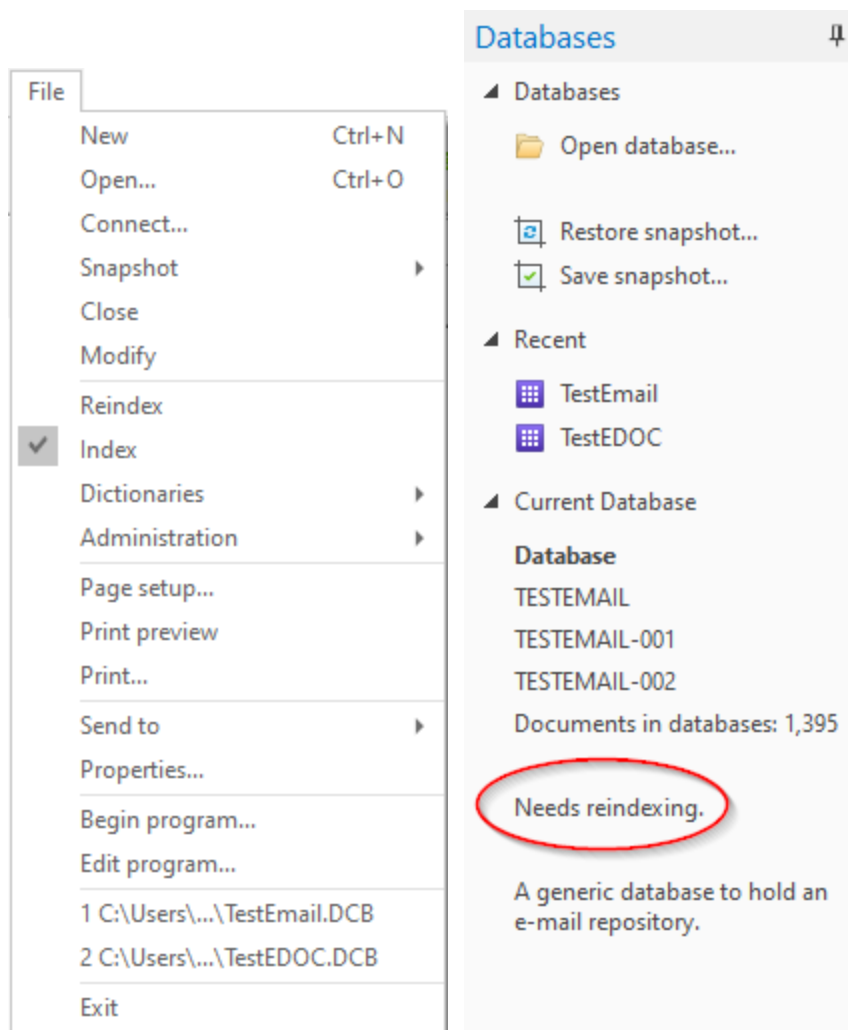 File
New Ctrl+N
Open... Ctrl+O
Connect...
Snapshot
Close
Modify
Reindex
Index
Dictionaries
Administration
Page setup...
Print preview
Print...
Send to
Properties...
Begin program...
Edit program...
1 C:\Users\...\TestEmail.DCB
2 C:\Users\...\TestEDOC.DCB
Exit
Databases
Databases
Open database...
Restore snapshot...
Save snapshot...
Recent
TestEmail
TestEDOC
Current Database
Database
TESTEMAIL
TESTEMAIL-001
TESTEMAIL-002
Documents in databases: 1,395
Needs reindexing.
A generic database to hold an
e-mail repository.